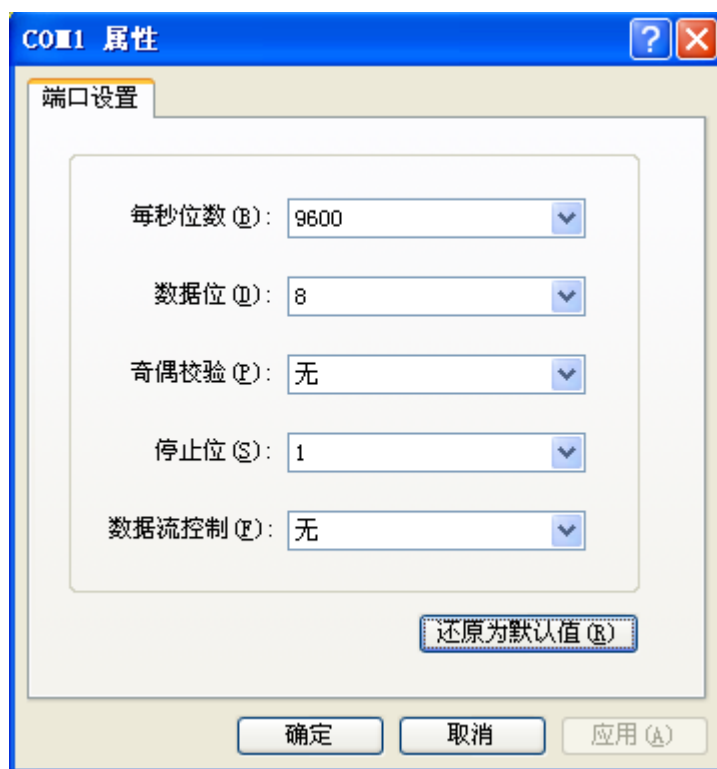 COM1 属性
端口设置
每秒位数(B): 9600
数据位(D): 8
奇偶校验(P): 无
停止位(S): 1
数据流控制(F): 无
还原为默认值(R)
确定 取消 应用(A)